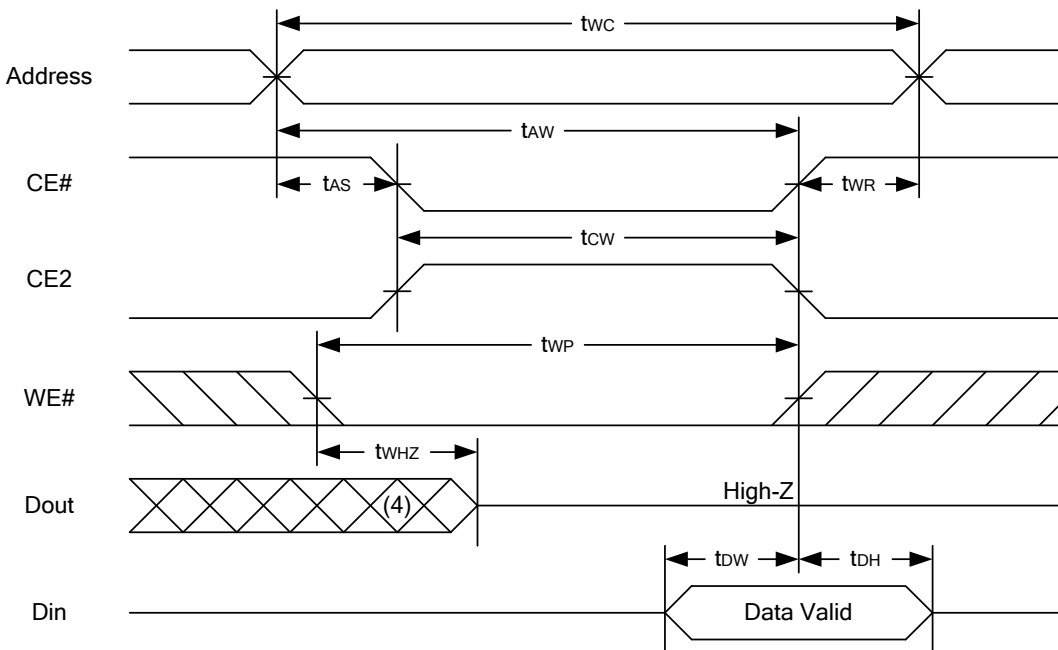 tWC
Address
tAW
CE#
tAS
tWR
tCW
CE2
tWP
WE#
tWHZ
Dout
(4)
High-Z
tDW
tDH
Din
Data Valid